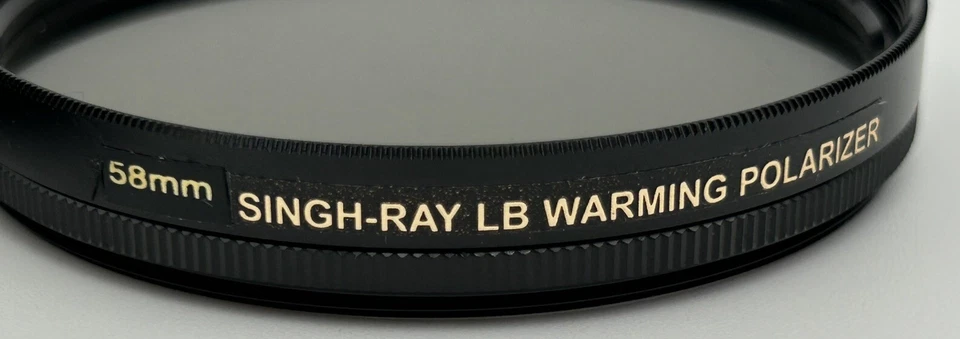 58mm SINGH-RAY LB WARMING POLARIZER